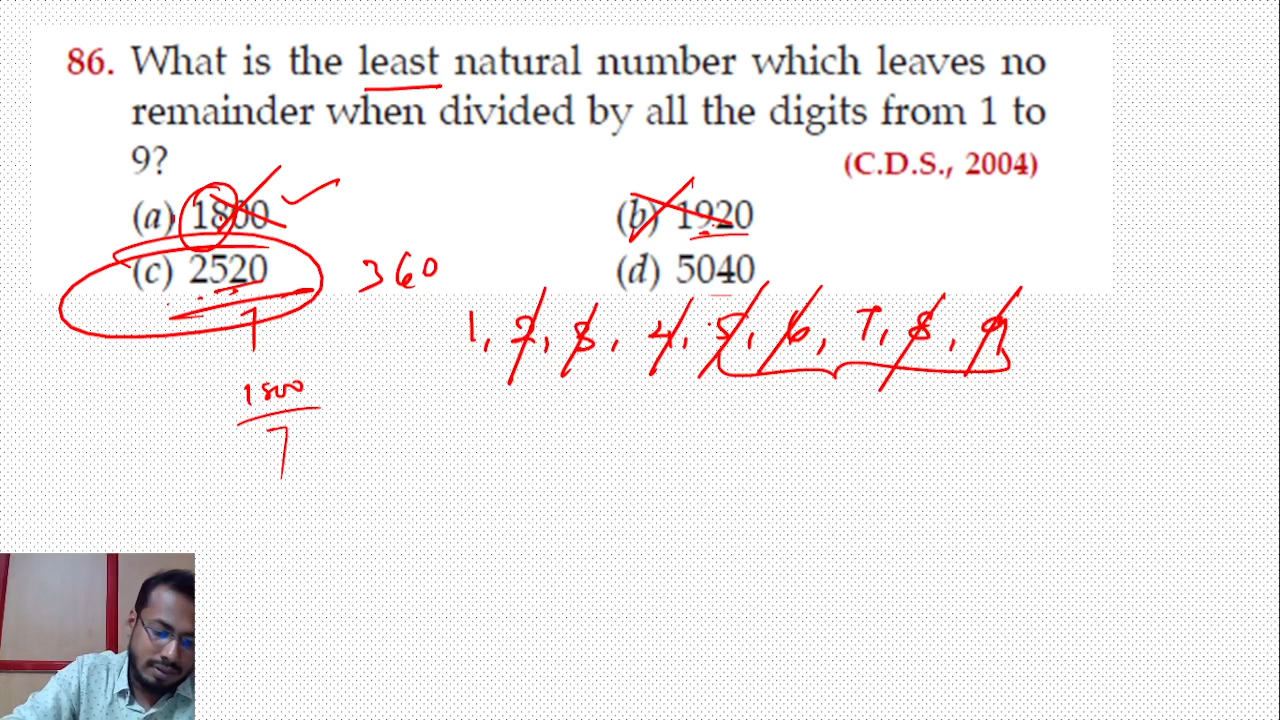 86. What is the least natural number which leaves no
remainder when divided by all the digits from 1 to
9? (C.D.S., 2004)
(a) 1800 (b) 1920
(c) 2520 (d) 5040
360
1, 2, 3, 4, 5, 6, 7, 8, 9
7
1800
7